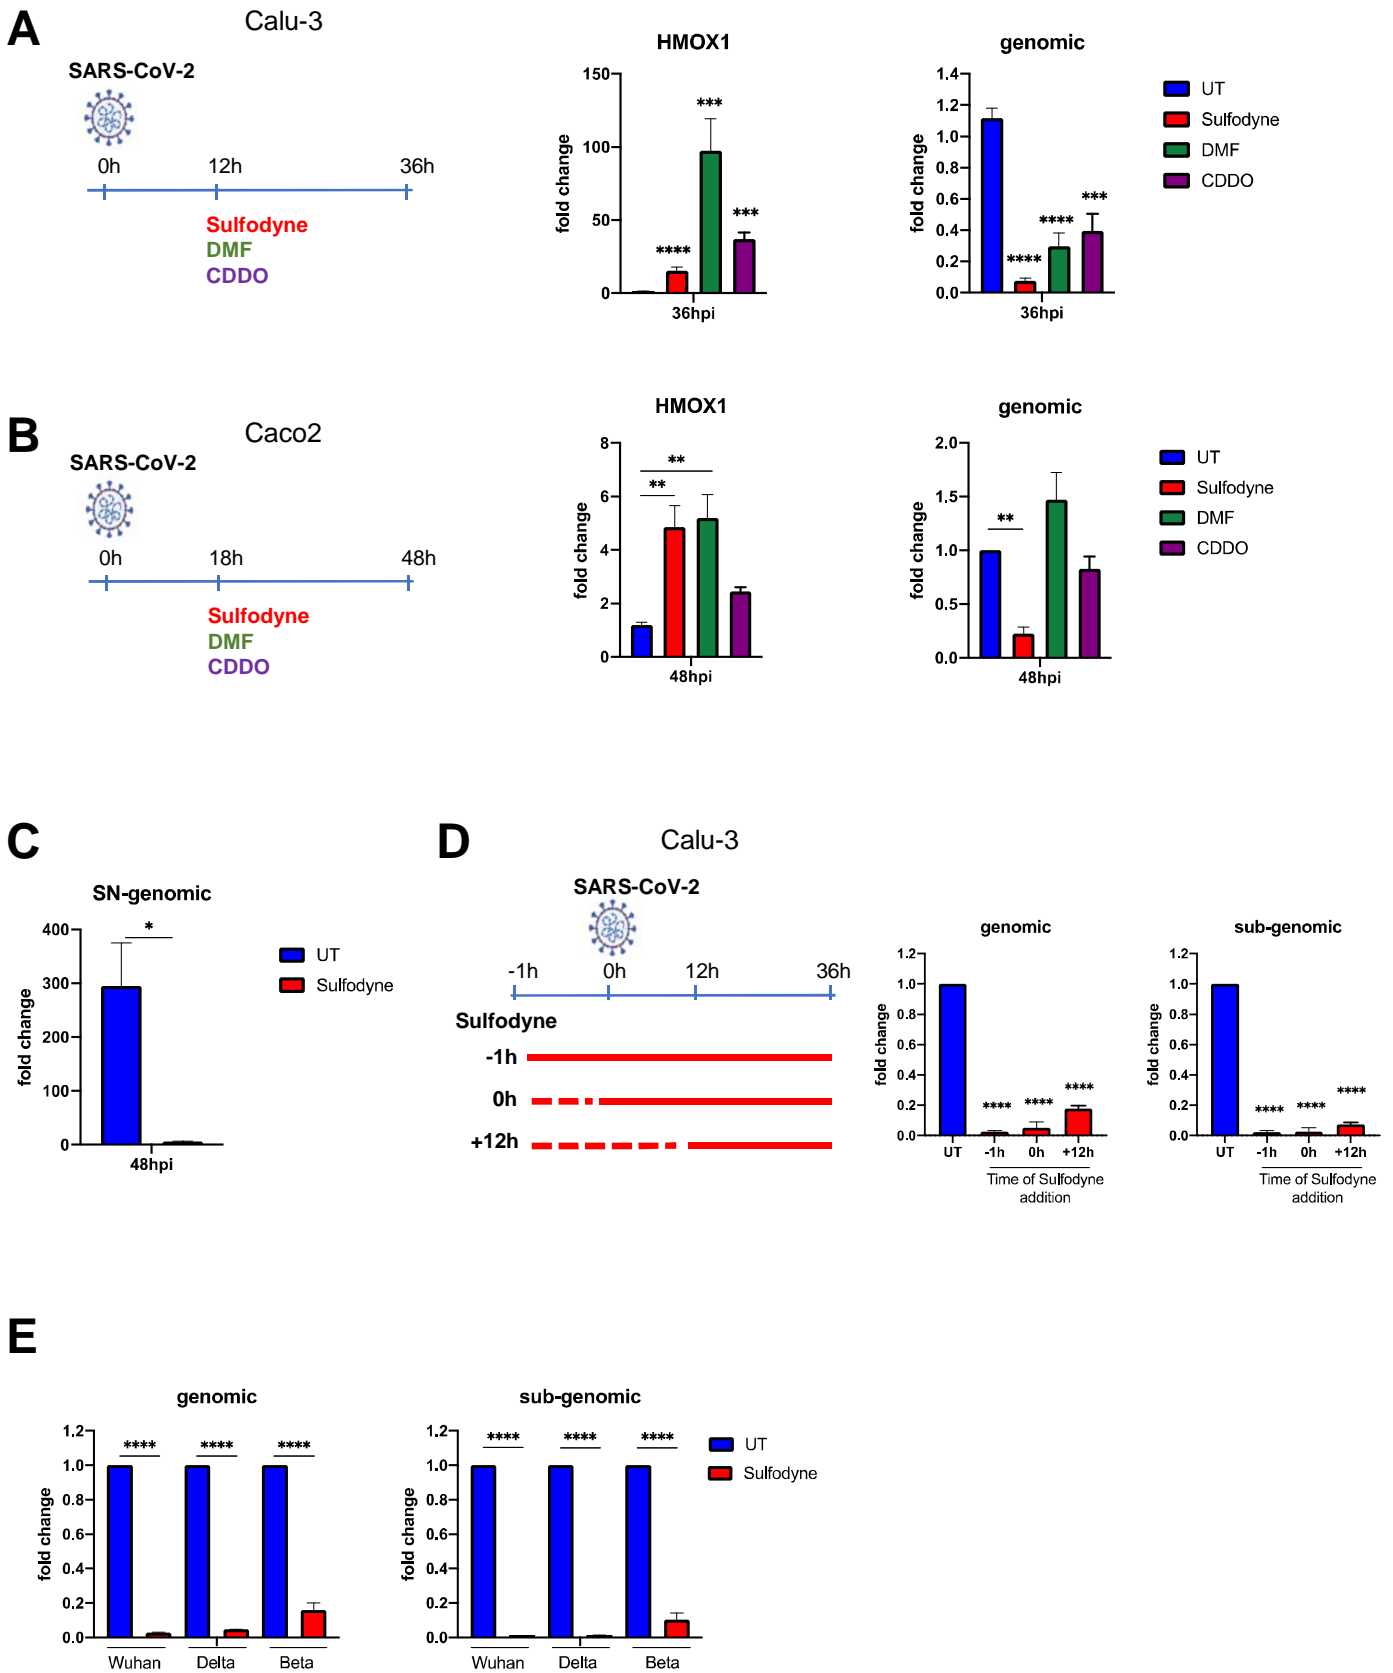 A
Calu-3
SARS-CoV-2
0h 12h 36h
Sulfodyne
DMF
CDDO
HMOX1
fold change
150
100
50
0
****
***
***
36hpi
genomic
fold change
1.4
1.2
1.0
0.8
0.6
0.4
0.2
0.0
****
****
***
36hpi
UT
Sulfodyne
DMF
CDDO
B
Caco2
SARS-CoV-2
0h 18h 48h
Sulfodyne
DMF
CDDO
HMOX1
fold change
8
6
4
2
0
**
**
48hpi
genomic
fold change
2.0
1.5
1.0
0.5
0.0
**
48hpi
UT
Sulfodyne
DMF
CDDO
C
SN-genomic
fold change
400
300
200
100
0
*
48hpi
UT
Sulfodyne
D
Calu-3
SARS-CoV-2
-1h 0h 12h 36h
Sulfodyne
-1h
0h
+12h
genomic
fold change
1.2
1.0
0.8
0.6
0.4
0.2
0.0
**** **** ****
UT -1h 0h +12h
Time of Sulfodyne
addition
sub-genomic
fold change
1.2
1.0
0.8
0.6
0.4
0.2
0.0
**** **** ****
UT -1h 0h +12h
Time of Sulfodyne
addition
E
genomic
fold change
1.2
1.0
0.8
0.6
0.4
0.2
0.0
**** **** ****
Wuhan Delta Beta
sub-genomic
fold change
1.2
1.0
0.8
0.6
0.4
0.2
0.0
**** **** ****
Wuhan Delta Beta
UT
Sulfodyne